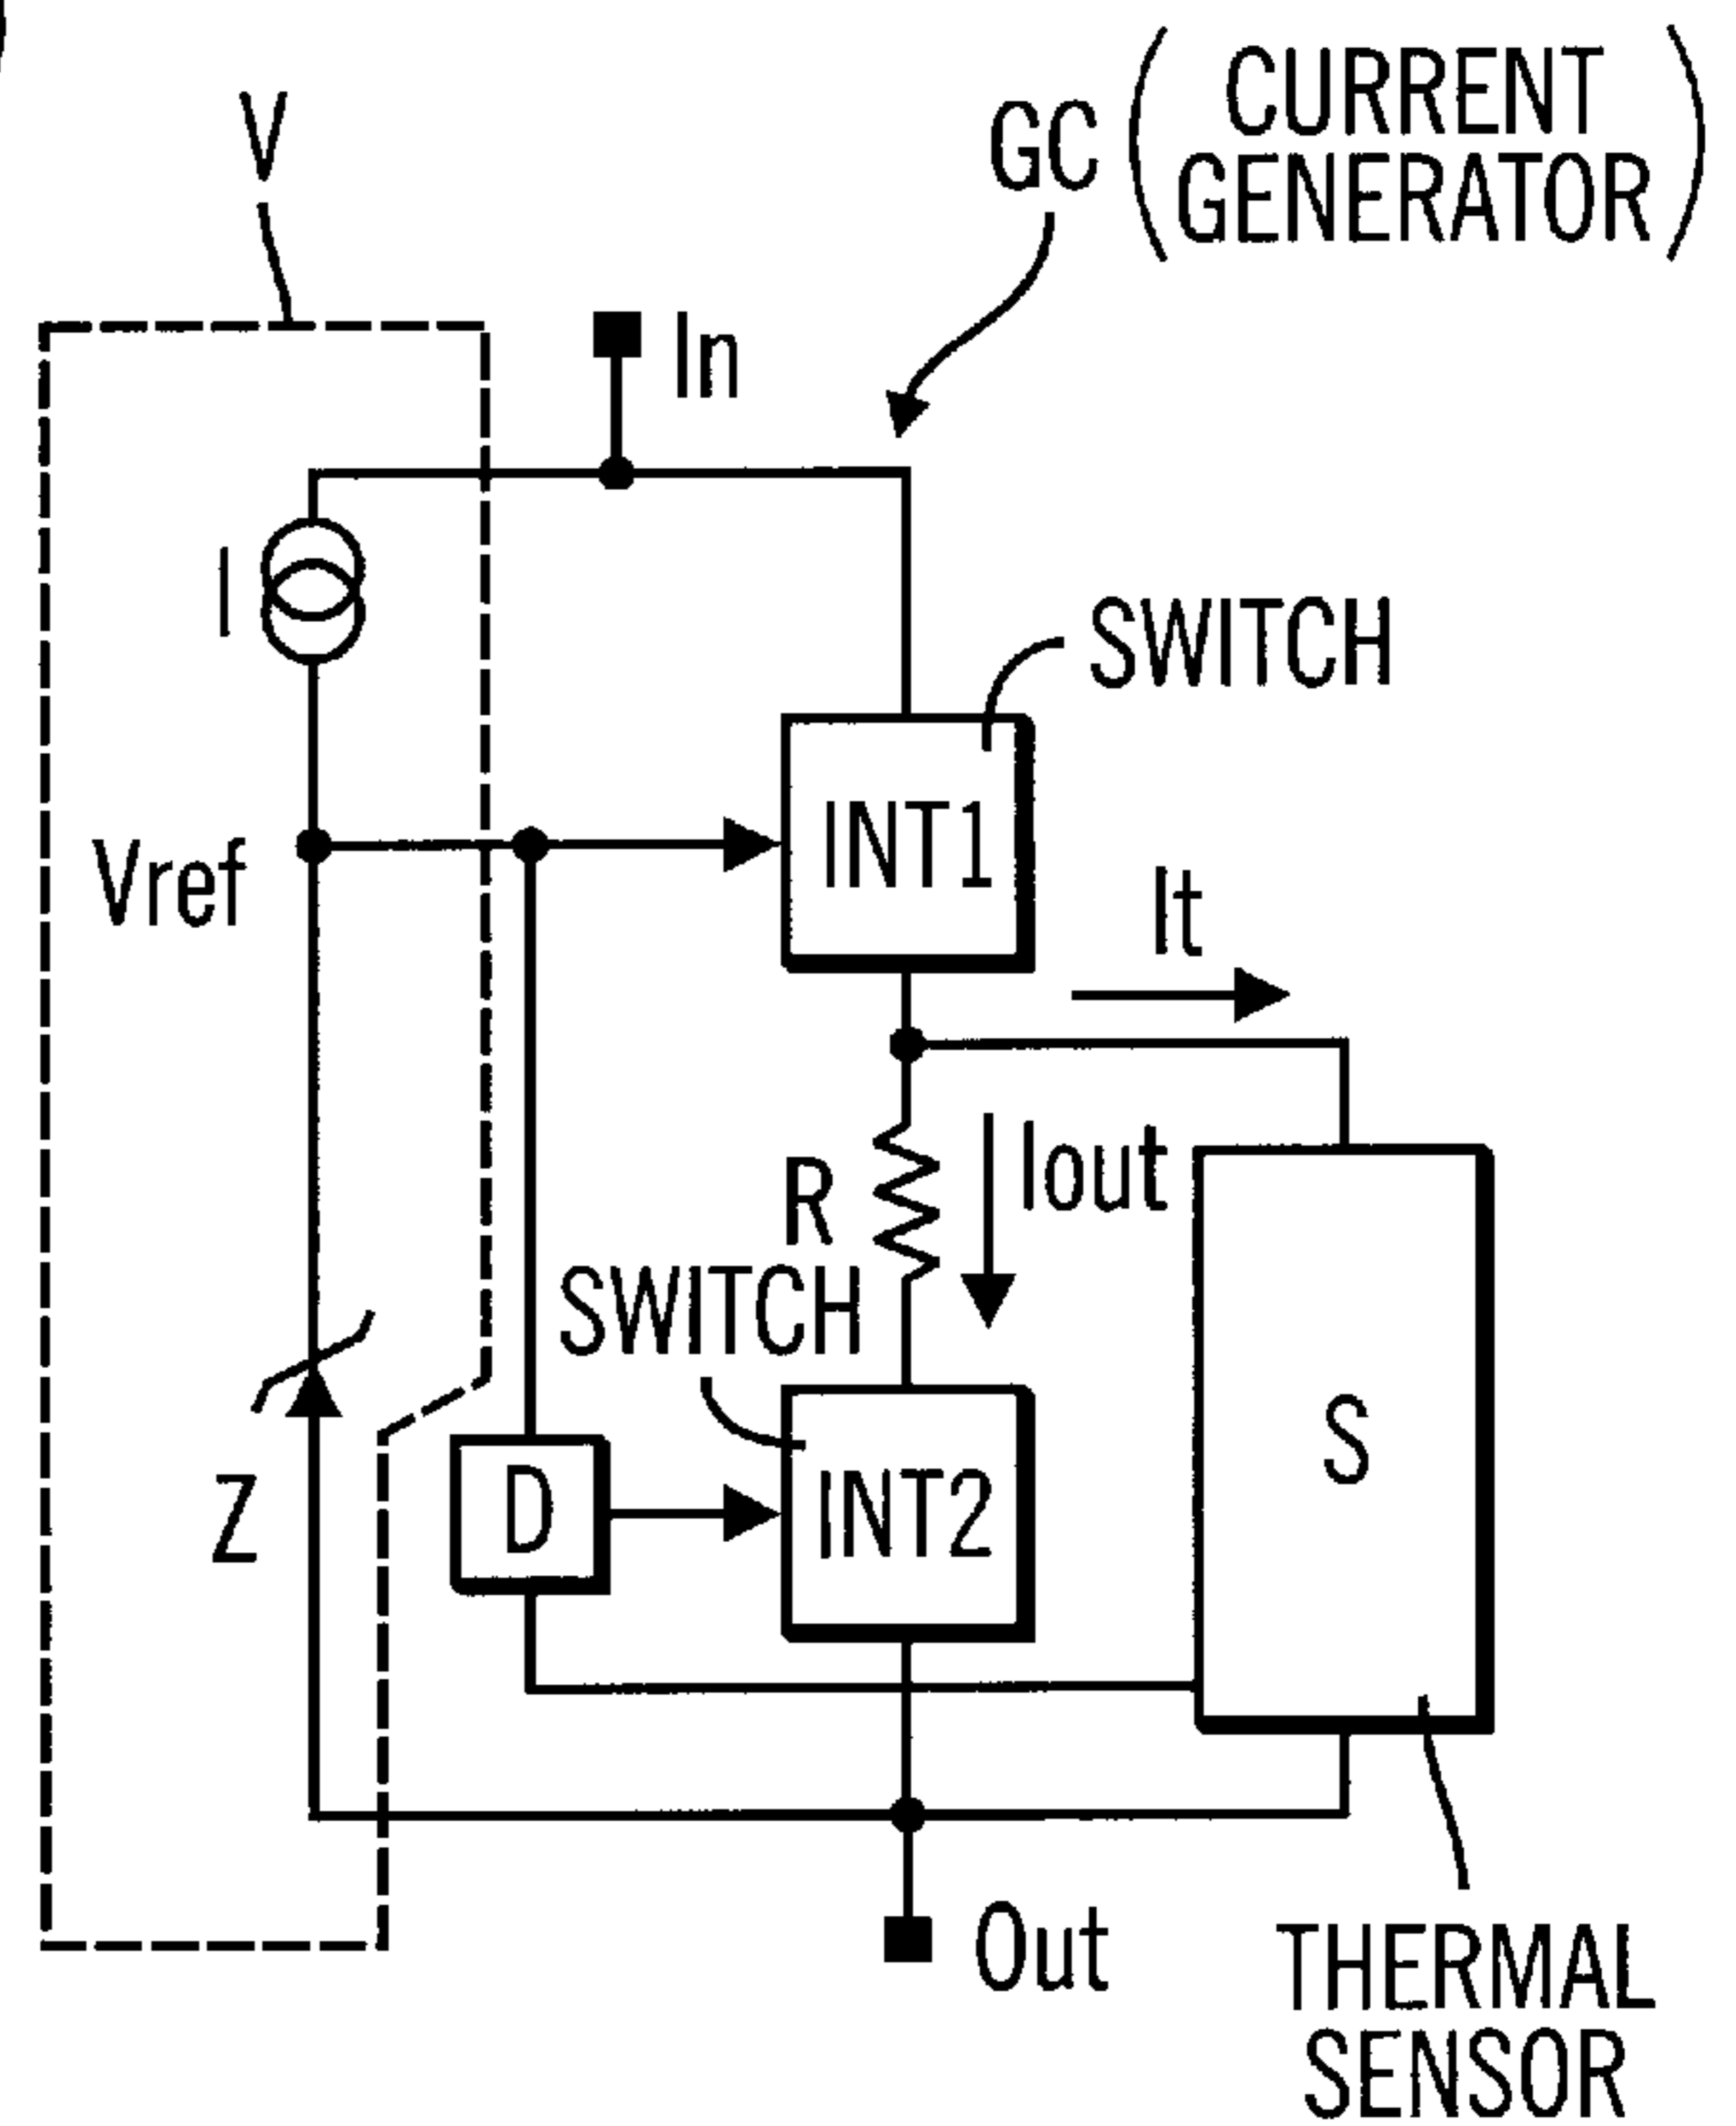 V
GC (CURRENT
GENERATOR)
In
I
SWITCH
INT1
Vref
It
Iout
R
SWITCH
INT2
S
D
Z
Out
THERMAL
SENSOR